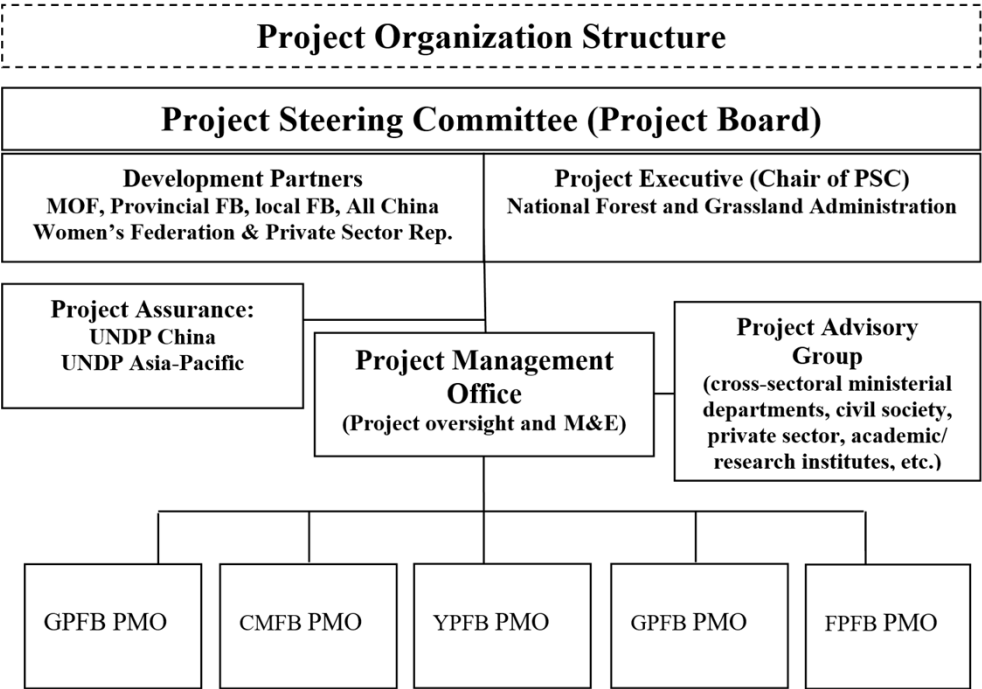 Project Organization Structure
Project Steering Committee (Project Board)
Development Partners
MOF, Provincial FB, local FB, All China
Women’s Federation & Private Sector Rep.
Project Executive (Chair of PSC)
National Forest and Grassland Administration
Project Assurance:
UNDP China
UNDP Asia-Pacific
Project Management
Office
(Project oversight and M&E)
Project Advisory
Group
(cross-sectoral ministerial
departments, civil society,
private sector, academic/
research institutes, etc.)
GPFB PMO
CMFB PMO
YPFB PMO
GPFB PMO
FPFB PMO